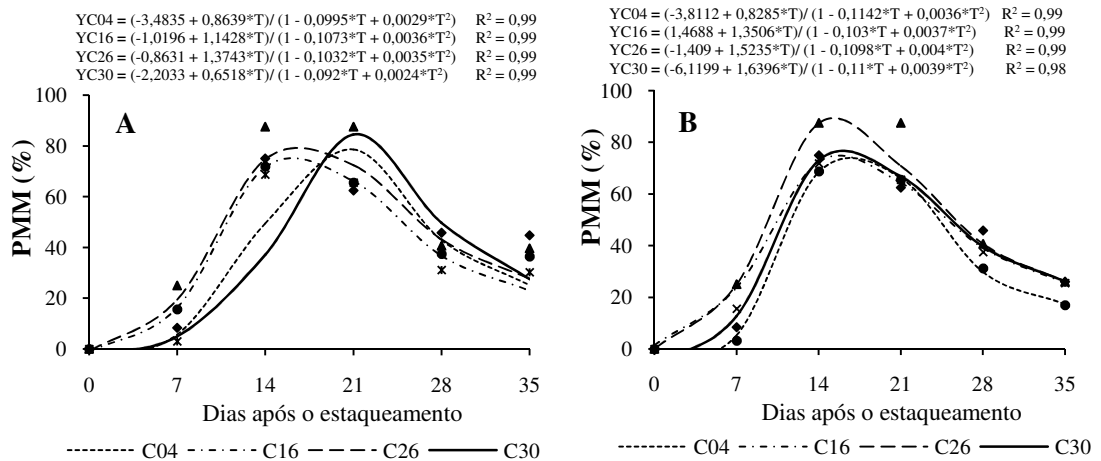 YC04 = (-3,4835 + 0,8639*T)/ (1 - 0,0995*T + 0,0029*T²) R² = 0,99
YC16 = (-1,0196 + 1,1428*T)/ (1 - 0,1073*T + 0,0036*T²) R² = 0,99
YC26 = (-0,8631 + 1,3743*T)/ (1 - 0,1032*T + 0,0035*T²) R² = 0,99
YC30 = (-2,2033 + 0,6518*T)/ (1 - 0,092*T + 0,0024*T²) R² = 0,99
A
PMM (%)
100
80
60
40
20
0
0 7 14 21 28 35
Dias após o estaqueamento
C04 C16 C26 C30
YC04 = (-3,8112 + 0,8285*T)/ (1 - 0,1142*T + 0,0036*T²) R² = 0,99
YC16 = (1,4688 + 1,3506*T)/ (1 - 0,103*T + 0,0037*T²) R² = 0,99
YC26 = (-1,409 + 1,5235*T)/ (1 - 0,1098*T + 0,004*T²) R² = 0,99
YC30 = (-6,1199 + 1,6396*T)/ (1 - 0,11*T + 0,0039*T²) R² = 0,98
B
PMM (%)
100
80
60
40
20
0
0 7 14 21 28 35
Dias após o estaqueamento
C04 C16 C26 C30